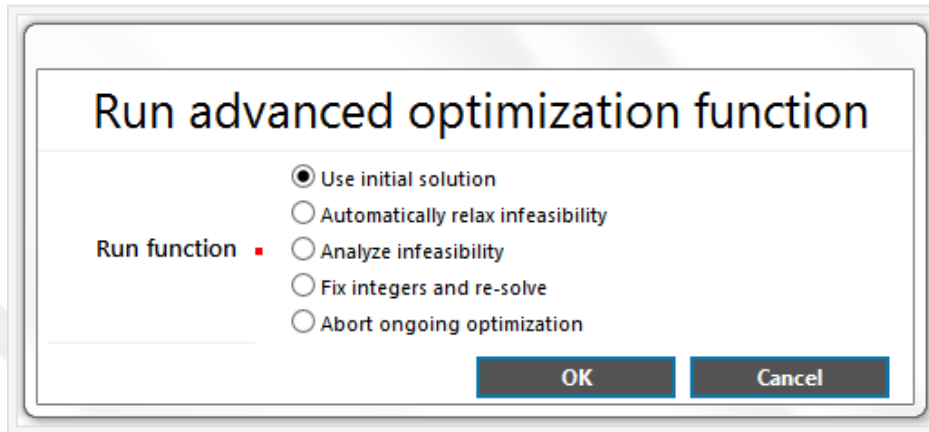 Run advanced optimization function
Use initial solution
Automatically relax infeasibility
Run function
Analyze infeasibility
Fix integers and re-solve
Abort ongoing optimization
OK
Cancel